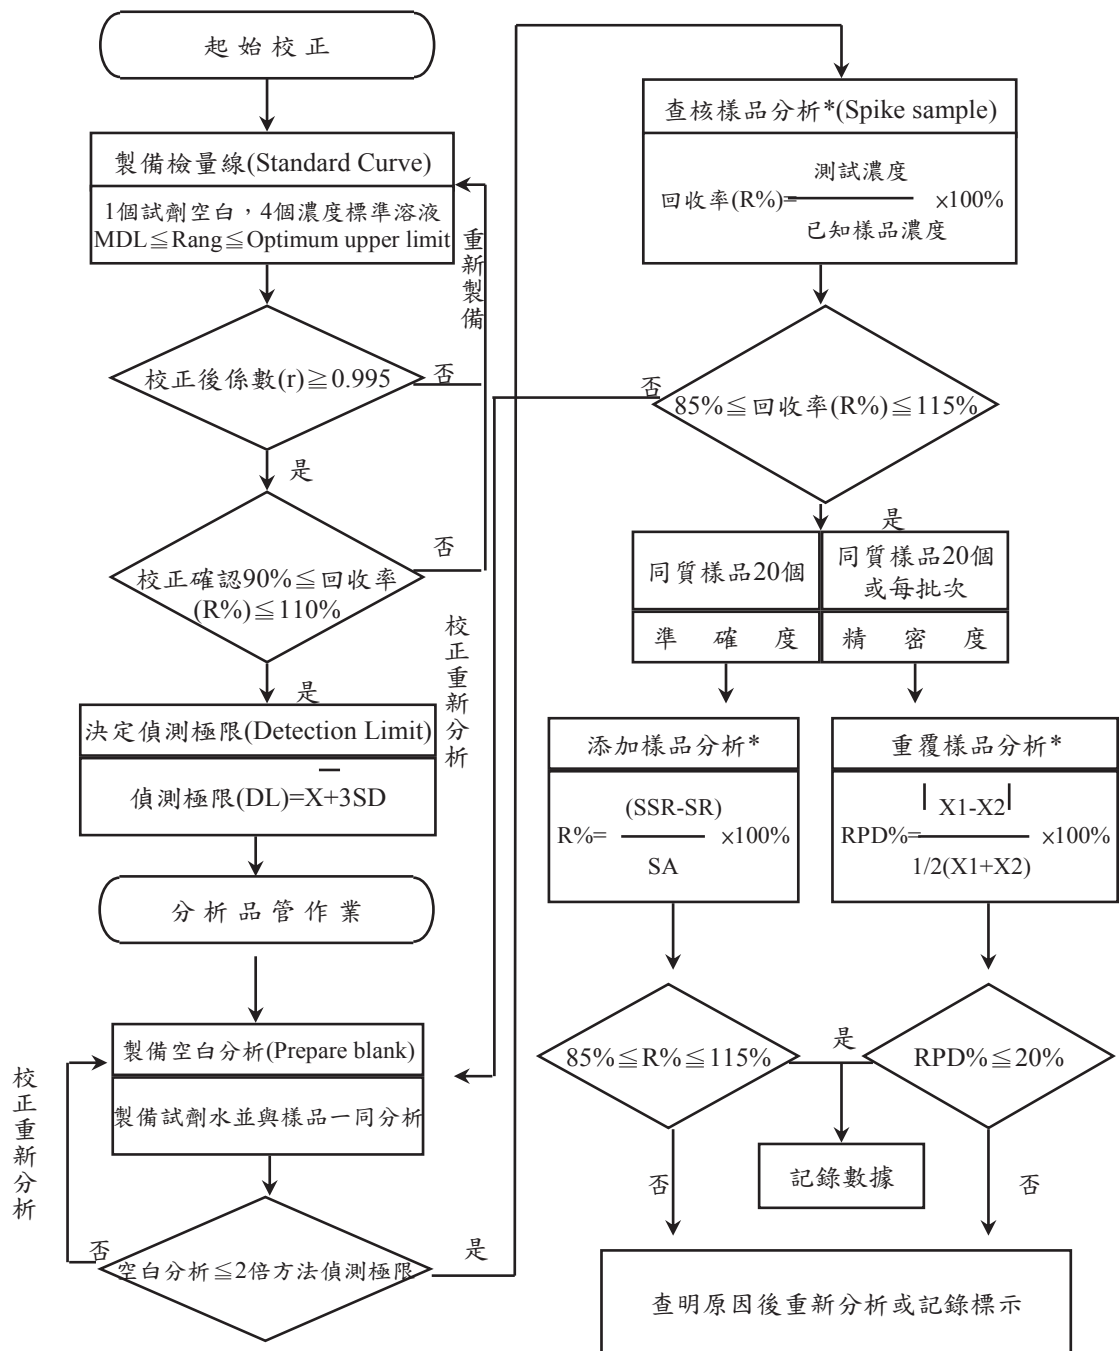 起始校正
製備檢量線(Standard Curve)
1個試劑空白，4個濃度標準溶液
MDL≦Rang≦Optimum upper limit
重新製備
校正後係數(r)≧0.995
否
是
校正確認90%≦回收率
(R%)≦110%
否
是
決定偵測極限(Detection Limit)
偵測極限(DL)=X̅+3SD
分析品管作業
製備空白分析(Prepare blank)
製備試劑水並與樣品一同分析
校正重新分析
空白分析≦2倍方法偵測極限
否
是
查核樣品分析*(Spike sample)
測試濃度
回收率(R%)= ×100%
已知樣品濃度
85%≦回收率(R%)≦115%
否
校正重新分析
是
同質樣品20個
準確度
同質樣品20個
或每批次
精密度
添加樣品分析*
(SSR-SR)
R%= ×100%
SA
重覆樣品分析*
|X1-X2|
RPD%= ×100%
1/2(X1+X2)
85%≦R%≦115%
是
RPD%≦20%
記錄數據
否
否
查明原因後重新分析或記錄標示